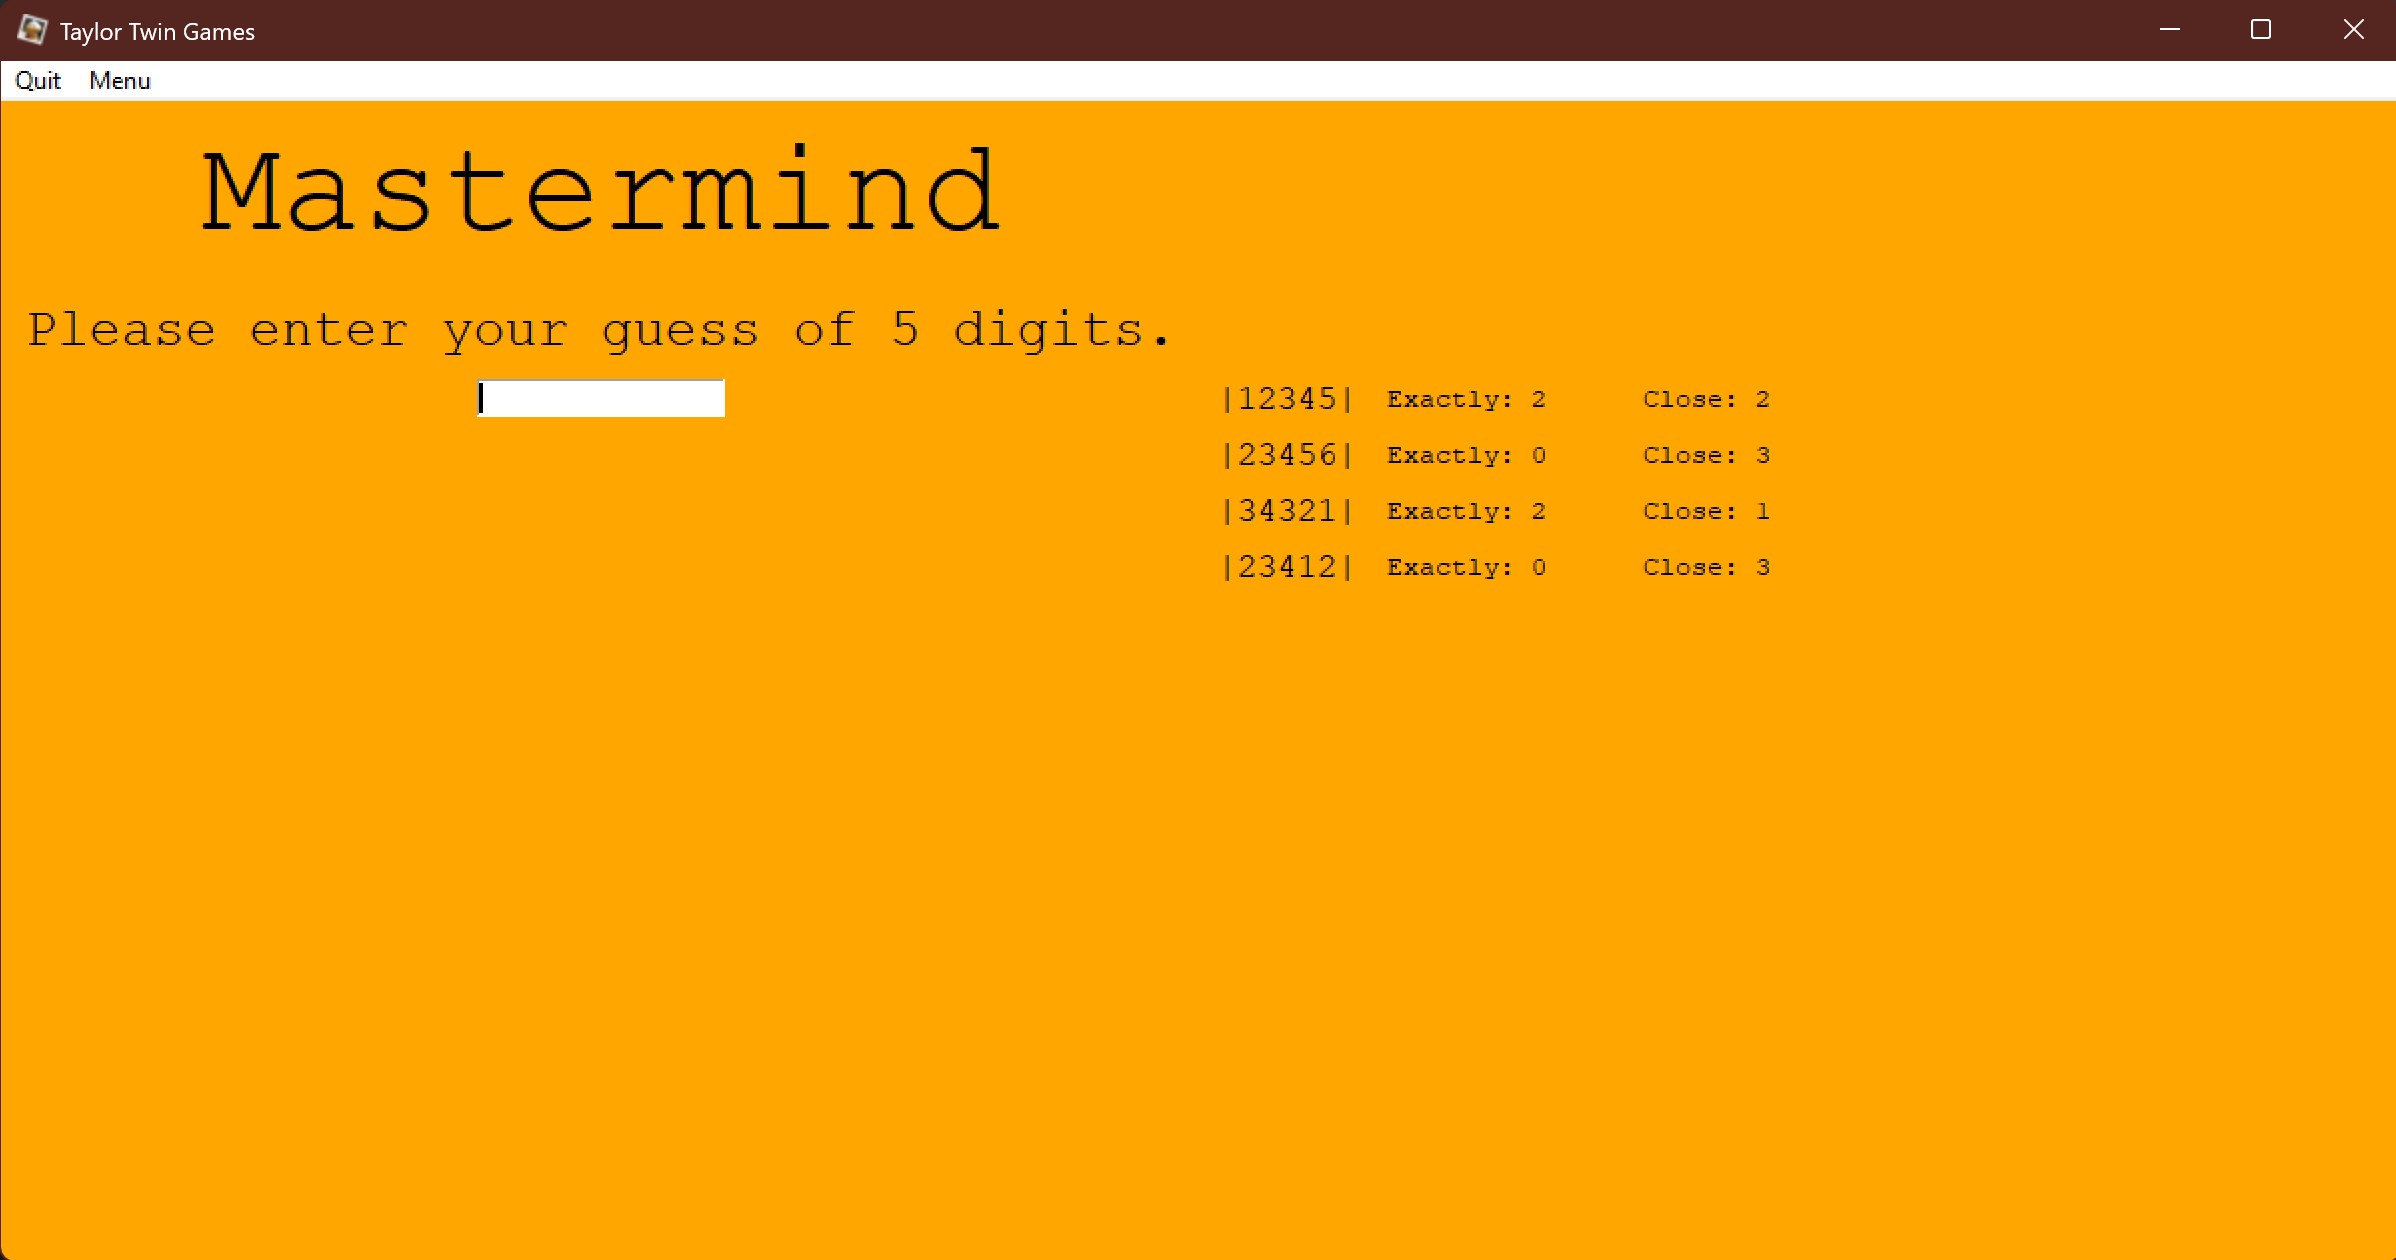 Taylor Twin Games
Quit Menu
Mastermind
Please enter your guess of 5 digits.
|12345| Exactly: 2 Close: 2
|23456| Exactly: 0 Close: 3
|34321| Exactly: 2 Close: 1
|23412| Exactly: 0 Close: 3